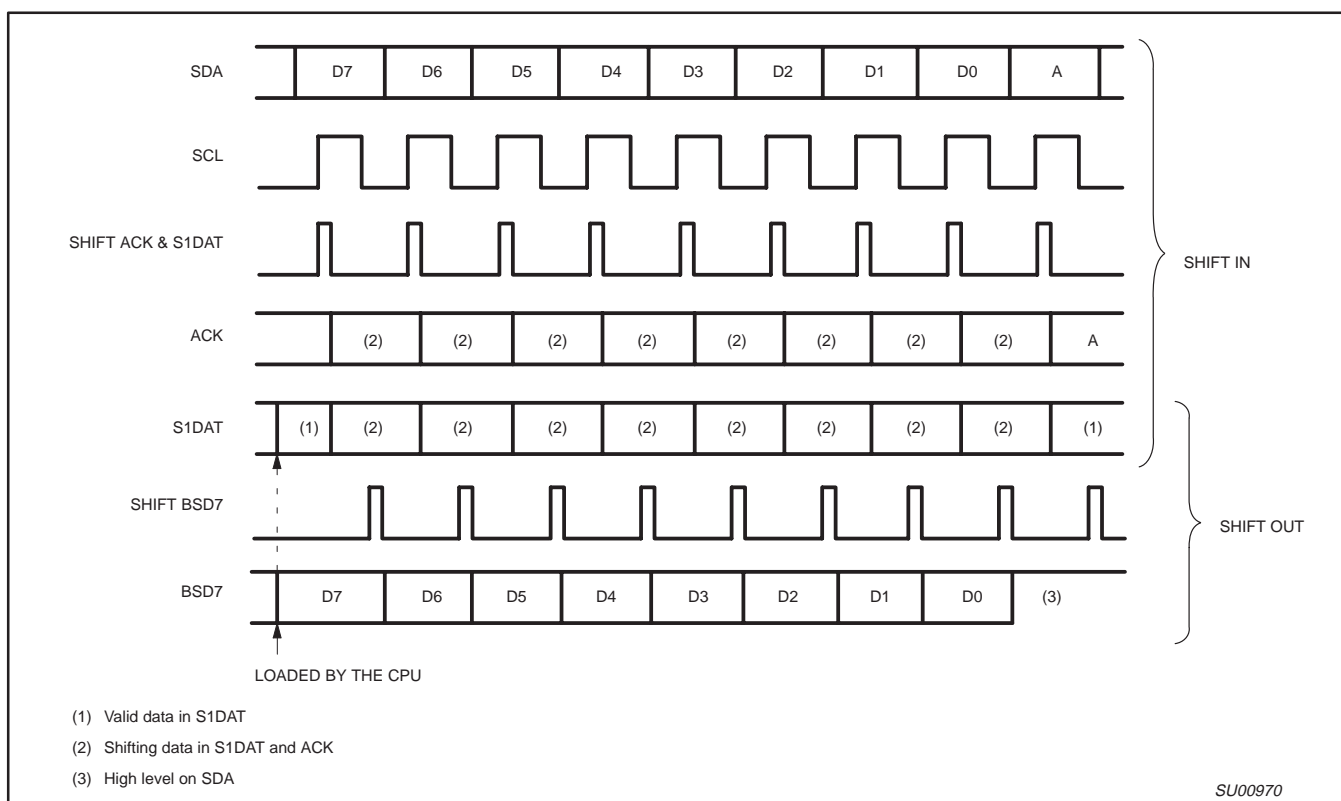 SDA D7 D6 D5 D4 D3 D2 D1 D0 A
SCL
SHIFT ACK & S1DAT
SHIFT IN
ACK (2) (2) (2) (2) (2) (2) (2) (2) A
S1DAT (1) (2) (2) (2) (2) (2) (2) (2) (2) (1)
SHIFT BSD7
SHIFT OUT
BSD7 D7 D6 D5 D4 D3 D2 D1 D0 (3)
LOADED BY THE CPU
(1) Valid data in S1DAT
(2) Shifting data in S1DAT and ACK
(3) High level on SDA
SU00970